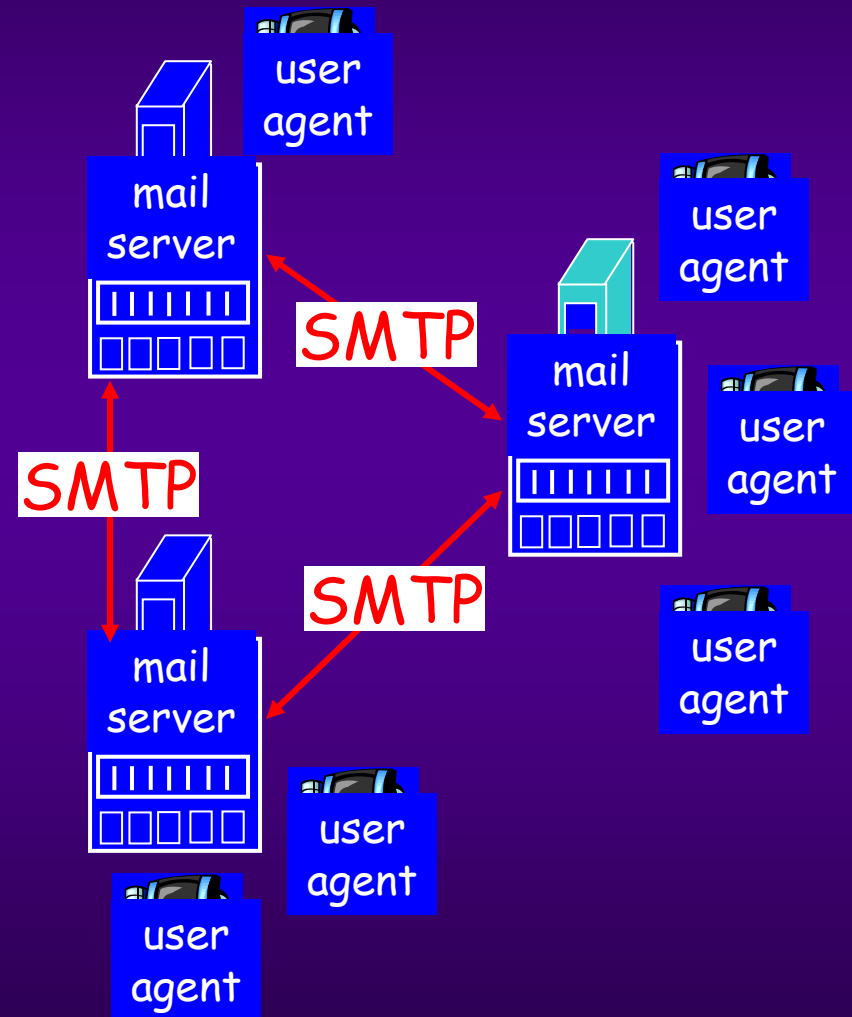 user
agent
mail
server
user
agent
SMTP
mail
server
user
agent
SMTP
SMTP
user
agent
mail
server
user
agent
user
agent